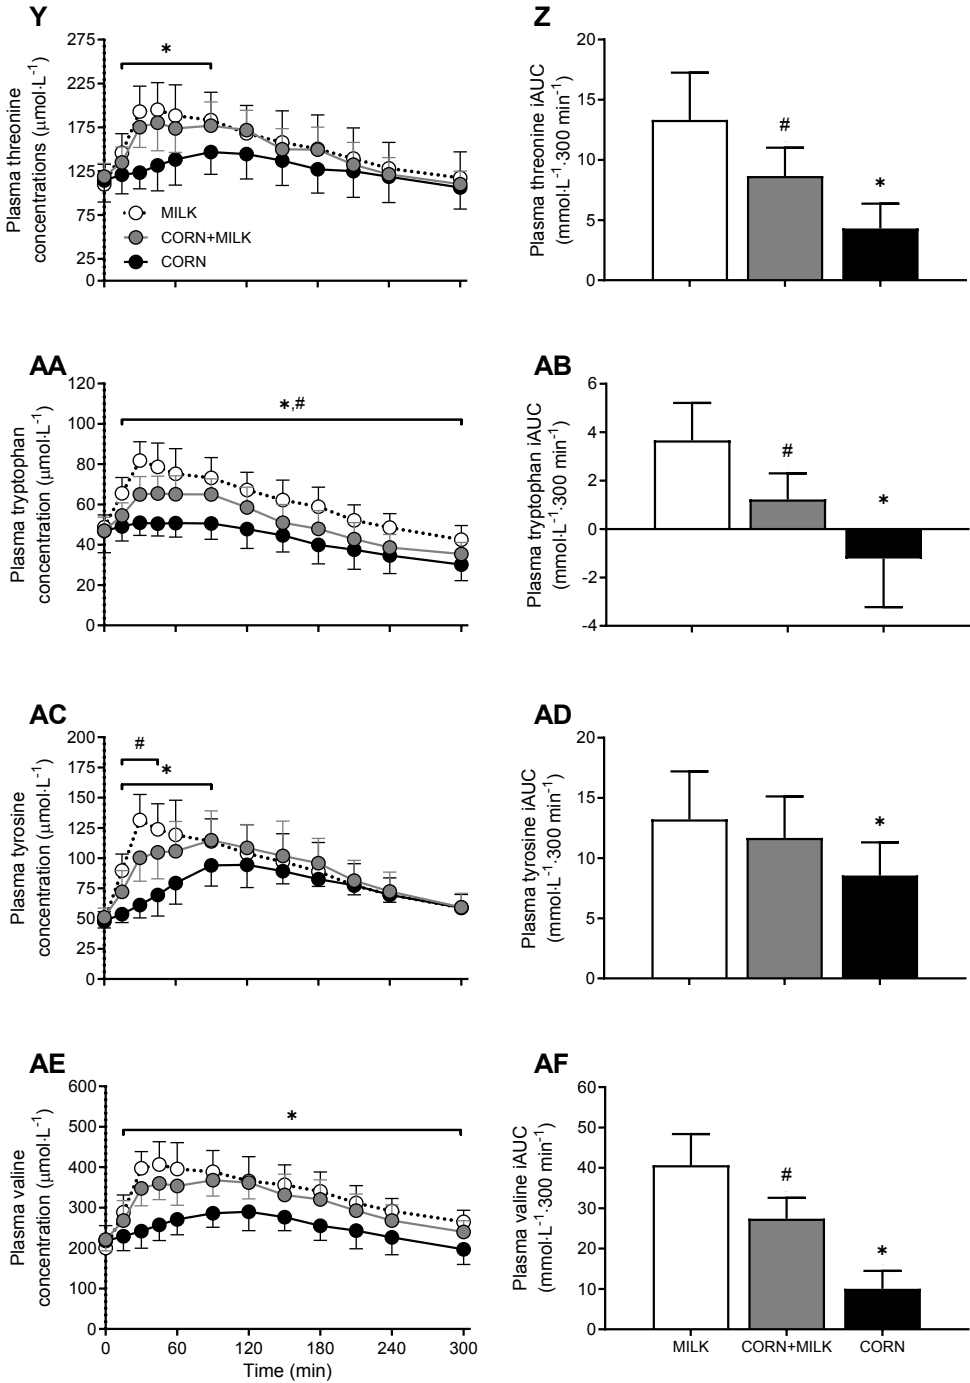 Y
Plasma threonine
concentrations (µmol·L⁻¹)
275
225
175
125
75
25
0
*
MILK
CORN+MILK
CORN
Z
Plasma threonine iAUC
(mmol·L⁻¹·300 min⁻¹)
20
15
10
5
0
#
*
AA
Plasma tryptophan
concentration (µmol·L⁻¹)
120
100
80
60
40
20
0
*,#
AB
Plasma tryptophan iAUC
(mmol·L⁻¹·300 min⁻¹)
6
4
2
0
-2
-4
#
*
AC
Plasma tyrosine
concentration (µmol·L⁻¹)
200
175
150
125
100
75
50
25
0
#
*
AD
Plasma tyrosine iAUC
(mmol·L⁻¹·300 min⁻¹)
20
15
10
5
0
*
AE
Plasma valine
concentration (µmol·L⁻¹)
600
500
400
300
200
100
0
*
0 60 120 180 240 300
Time (min)
AF
Plasma valine iAUC
(mmol·L⁻¹·300 min⁻¹)
60
50
40
30
20
10
0
#
*
MILK CORN+MILK CORN